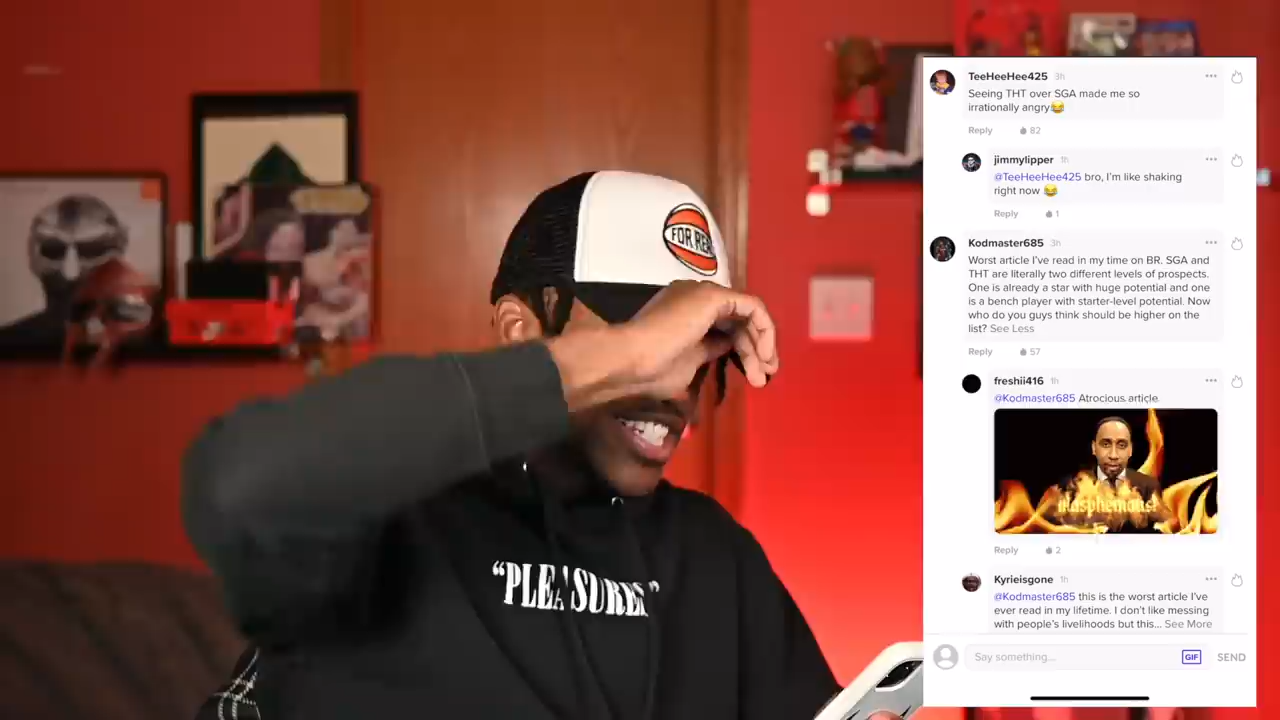 FOR REAL
"PLEASURES"
TeeHeeHee425 3h
Seeing THT over SGA made me so
irrationally angry😂
Reply 82
jimmylipper 1h
@TeeHeeHee425 bro, I'm like shaking
right now 😂
Reply 1
Kodmaster685 3h
Worst article I've read in my time on BR. SGA and
THT are literally two different levels of prospects.
One is already a star with huge potential and one
is a bench player with starter-level potential. Now
who do you guys think should be higher on the
list? See Less
Reply 57
freshii416 1h
@Kodmaster685 Atrocious article
Blasphemous!
Reply 2
Kyrieisgone 1h
@Kodmaster685 this is the worst article I've
ever read in my lifetime. I don't like messing
with people's livelihoods but this... See More
Say something...
GIF
SEND